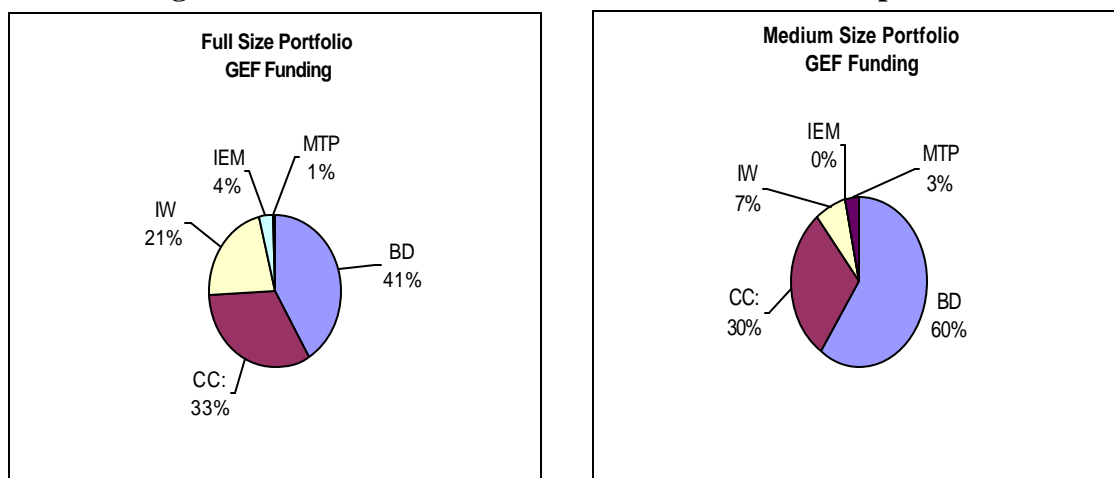 Full Size Portfolio
GEF Funding
MTP
1%
IEM
4%
IW
21%
BD
41%
CC:
33%
Medium Size Portfolio
GEF Funding
IEM
0%
MTP
3%
IW
7%
CC:
30%
BD
60%